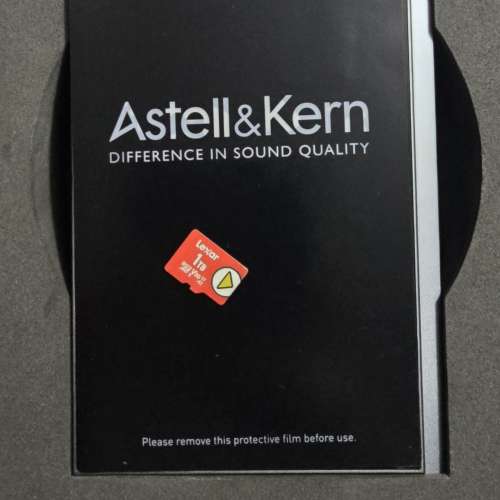 Astell&Kern
DIFFERENCE IN SOUND QUALITY
Lexar
1TB
Please remove this protective film before use.